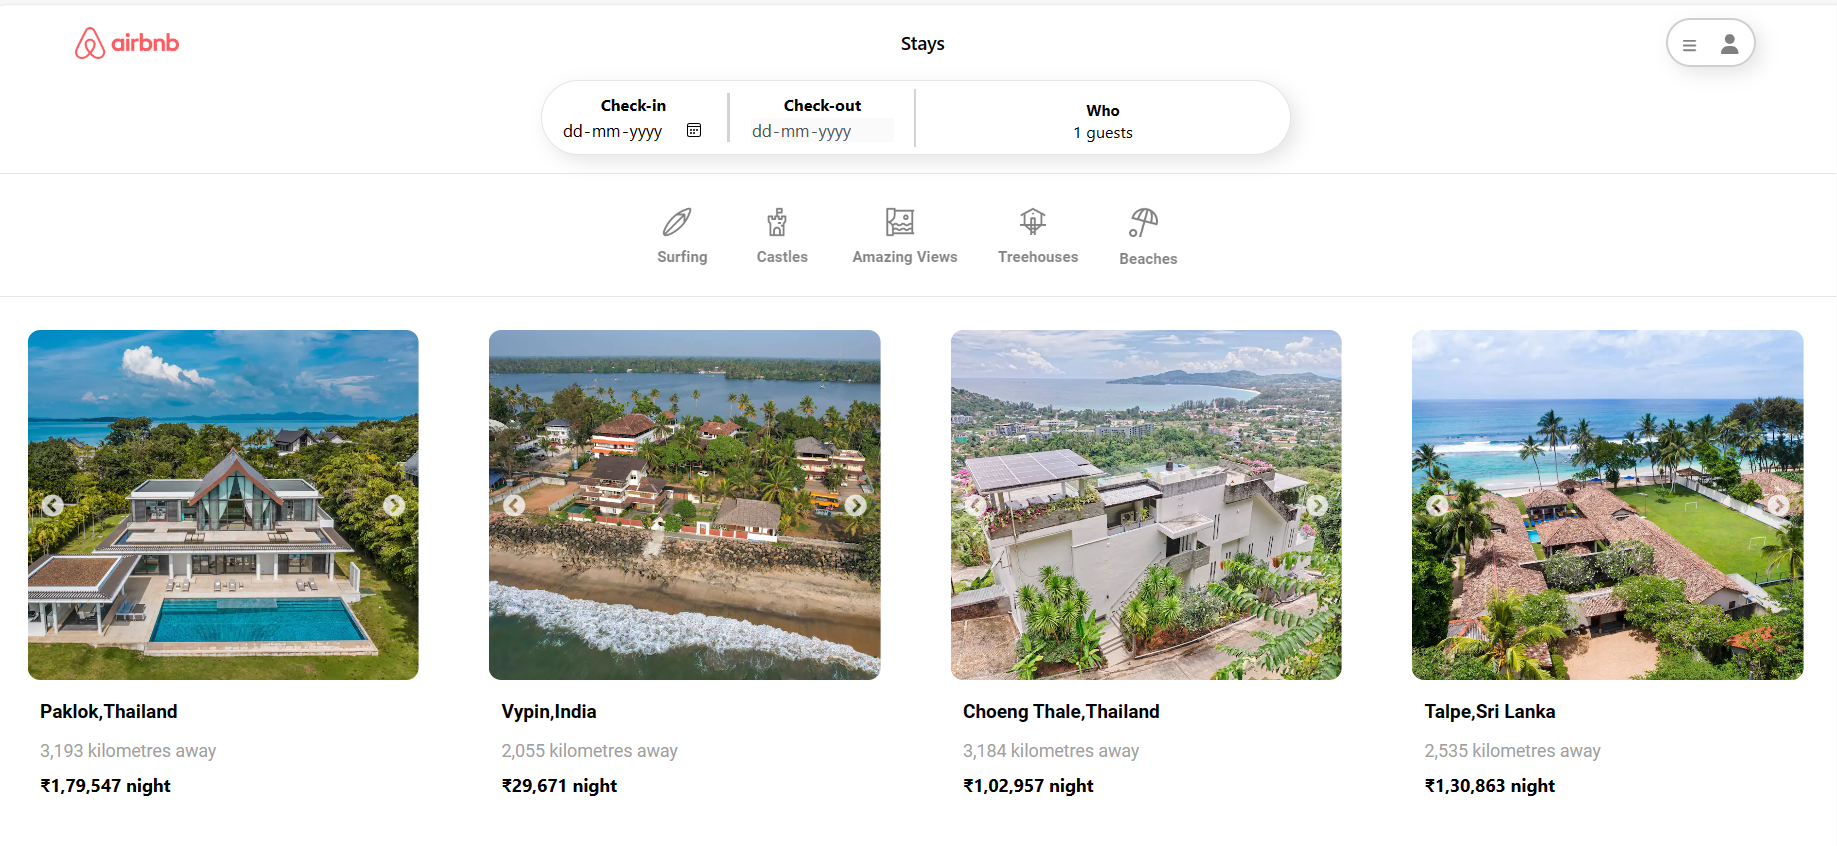 airbnb
Stays
Check-in
dd-mm-yyyy
Check-out
dd-mm-yyyy
Who
1 guests
Surfing
Castles
Amazing Views
Treehouses
Beaches
Paklok,Thailand
3,193 kilometres away
₹1,79,547 night
Vypin,India
2,055 kilometres away
₹29,671 night
Choeng Thale,Thailand
3,184 kilometres away
₹1,02,957 night
Talpe,Sri Lanka
2,535 kilometres away
₹1,30,863 night